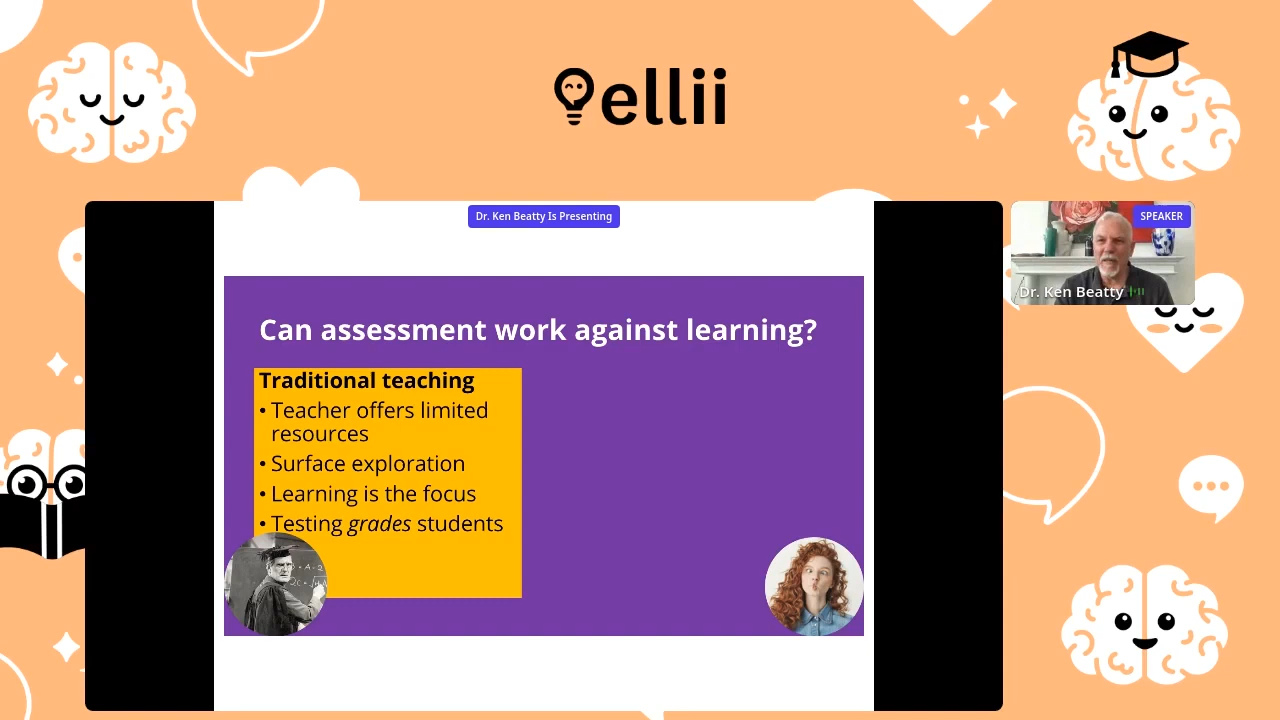 ellii
Dr. Ken Beatty Is Presenting
SPEAKER
Dr. Ken Beatty
Can assessment work against learning?
Traditional teaching
• Teacher offers limited
resources
• Surface exploration
• Learning is the focus
• Testing grades students